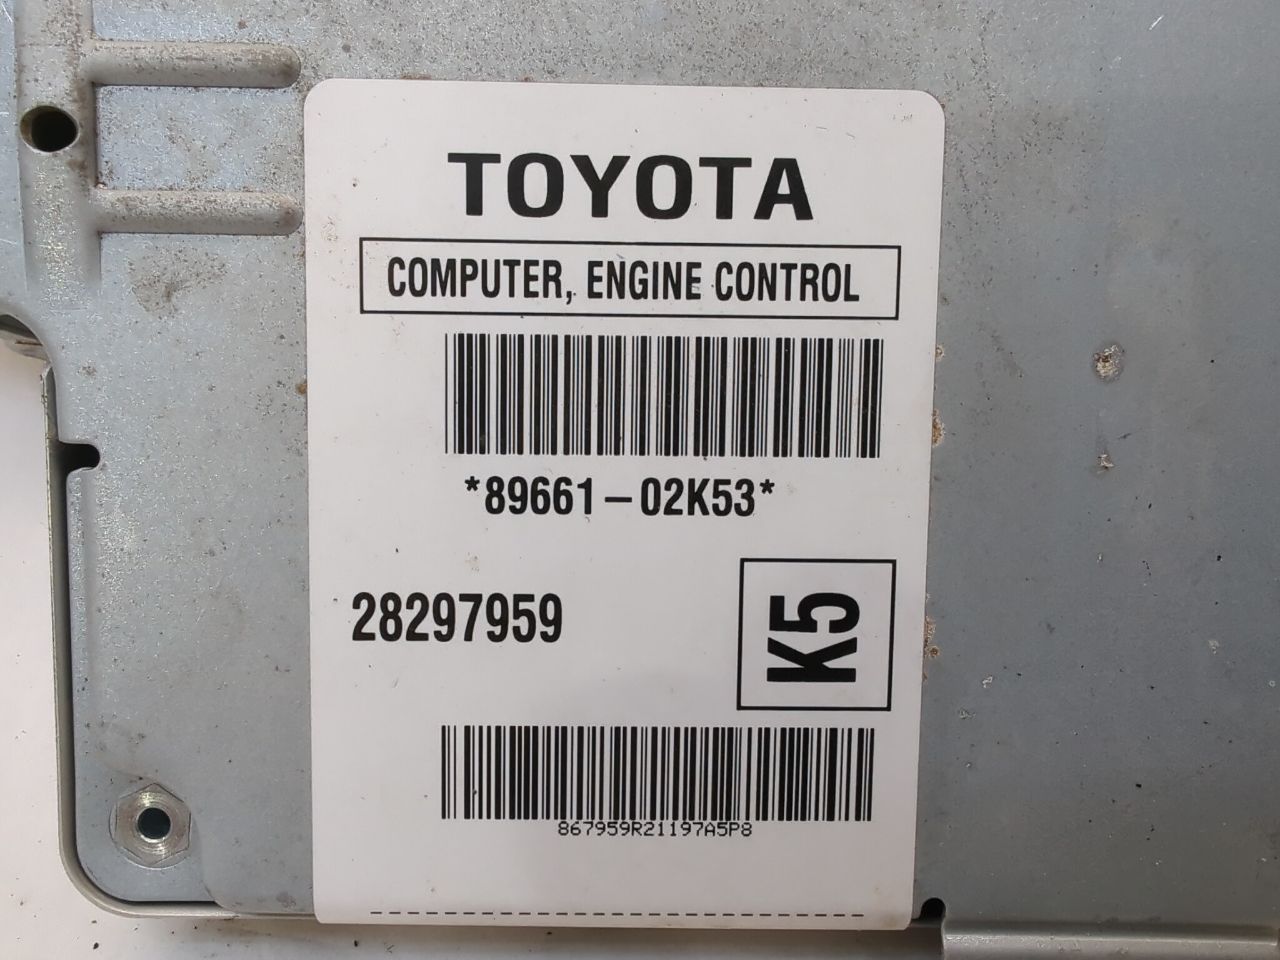 TOYOTA
COMPUTER, ENGINE CONTROL
*89661-02K53*
28297959
K5
867959R21197A5P8